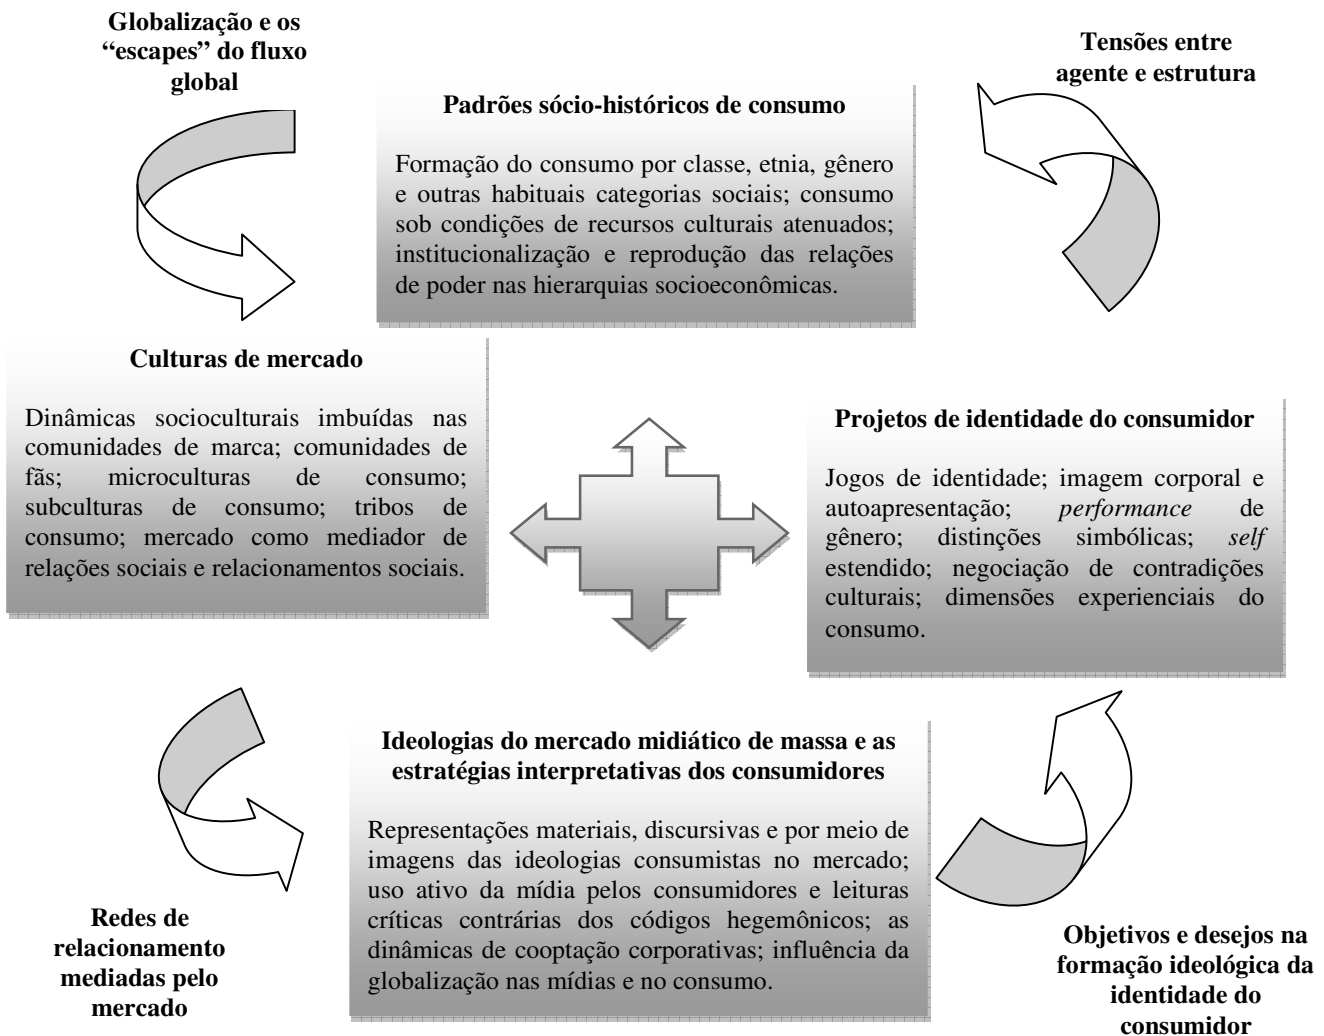 Globalização e os
“escapes” do fluxo
global
Tensões entre
agente e estrutura
Padrões sócio-históricos de consumo
Formação do consumo por classe, etnia, gênero
e outras habituais categorias sociais; consumo
sob condições de recursos culturais atenuados;
institucionalização e reprodução das relações
de poder nas hierarquias socioeconômicas.
Culturas de mercado
Dinâmicas socioculturais imbuídas nas
comunidades de marca; comunidades de
fãs; microculturas de consumo;
subculturas de consumo; tribos de
consumo; mercado como mediador de
relações sociais e relacionamentos sociais.
Projetos de identidade do consumidor
Jogos de identidade; imagem corporal e
autoapresentação; performance de
gênero; distinções simbólicas; self
estendido; negociação de contradições
culturais; dimensões experienciais do
consumo.
Ideologias do mercado midiático de massa e as
estratégias interpretativas dos consumidores
Representações materiais, discursivas e por meio de
imagens das ideologias consumistas no mercado;
uso ativo da mídia pelos consumidores e leituras
críticas contrárias dos códigos hegemônicos; as
dinâmicas de cooptação corporativas; influência da
globalização nas mídias e no consumo.
Redes de
relacionamento
mediadas pelo
mercado
Objetivos e desejos na
formação ideológica da
identidade do
consumidor